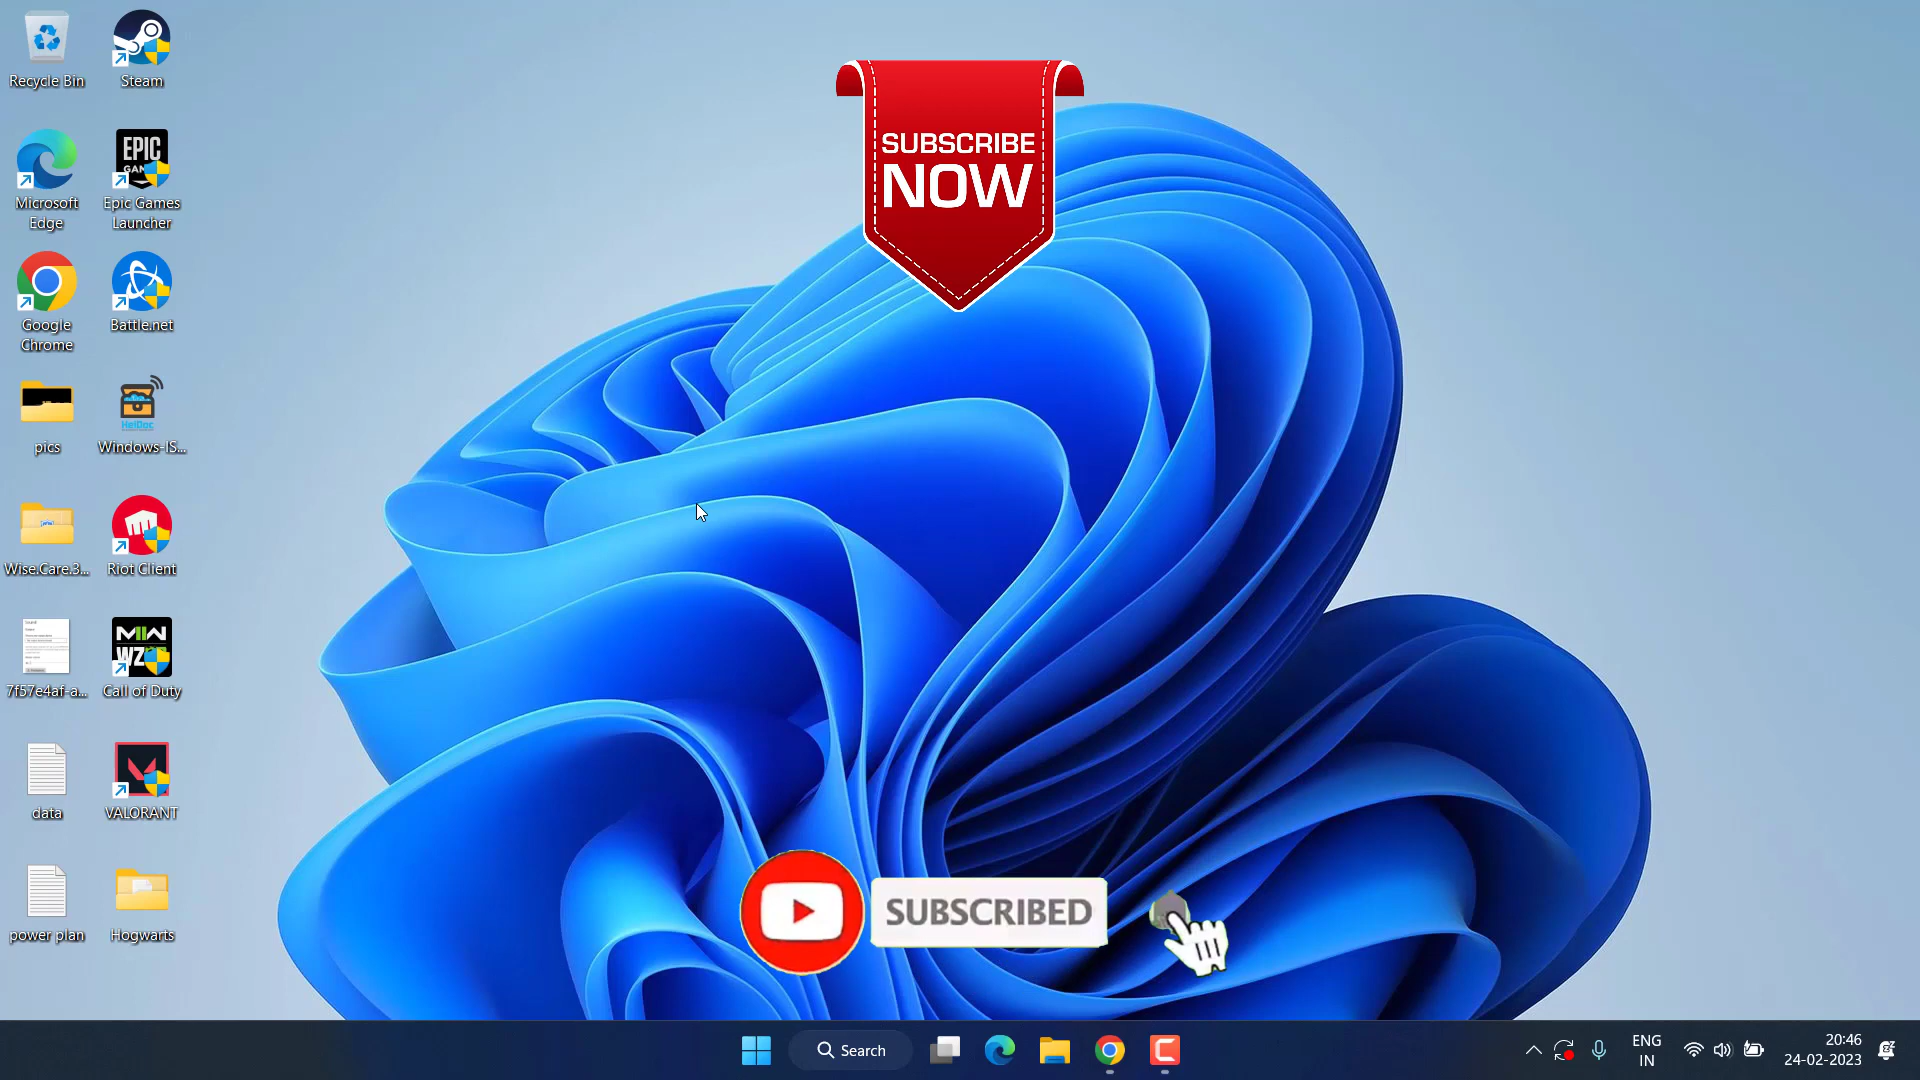 Recycle Bin
Steam
SUBSCRIBE
NOW
EPIC
Microsoft
Edge
Epic Games
Launcher
Google
Chrome
Battle.net
HeiDoc
pics
Windows-IS...
Wise.Care.3...
Riot Client
7f57e4af-a...
Call of Duty
data
VALORANT
power plan
Hogwarts
SUBSCRIBED
Search
ENG
IN
20:46
24-02-2023